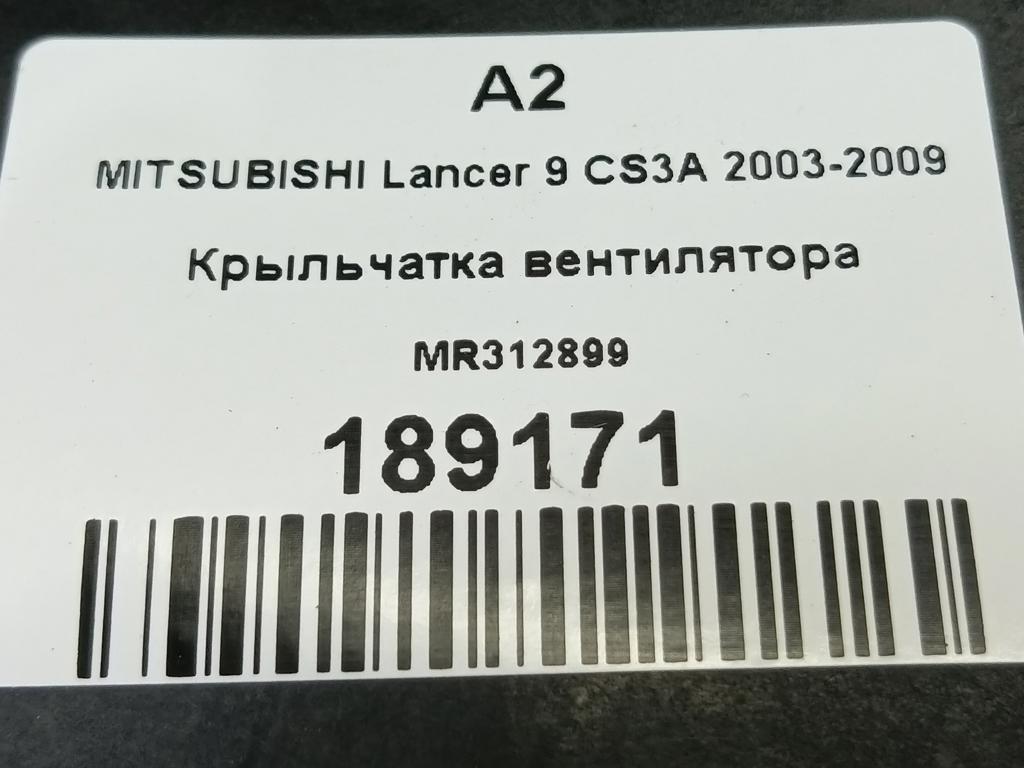 A2
MITSUBISHI Lancer 9 CS3A 2003-2009
Крыльчатка вентилятора
MR312899
189171